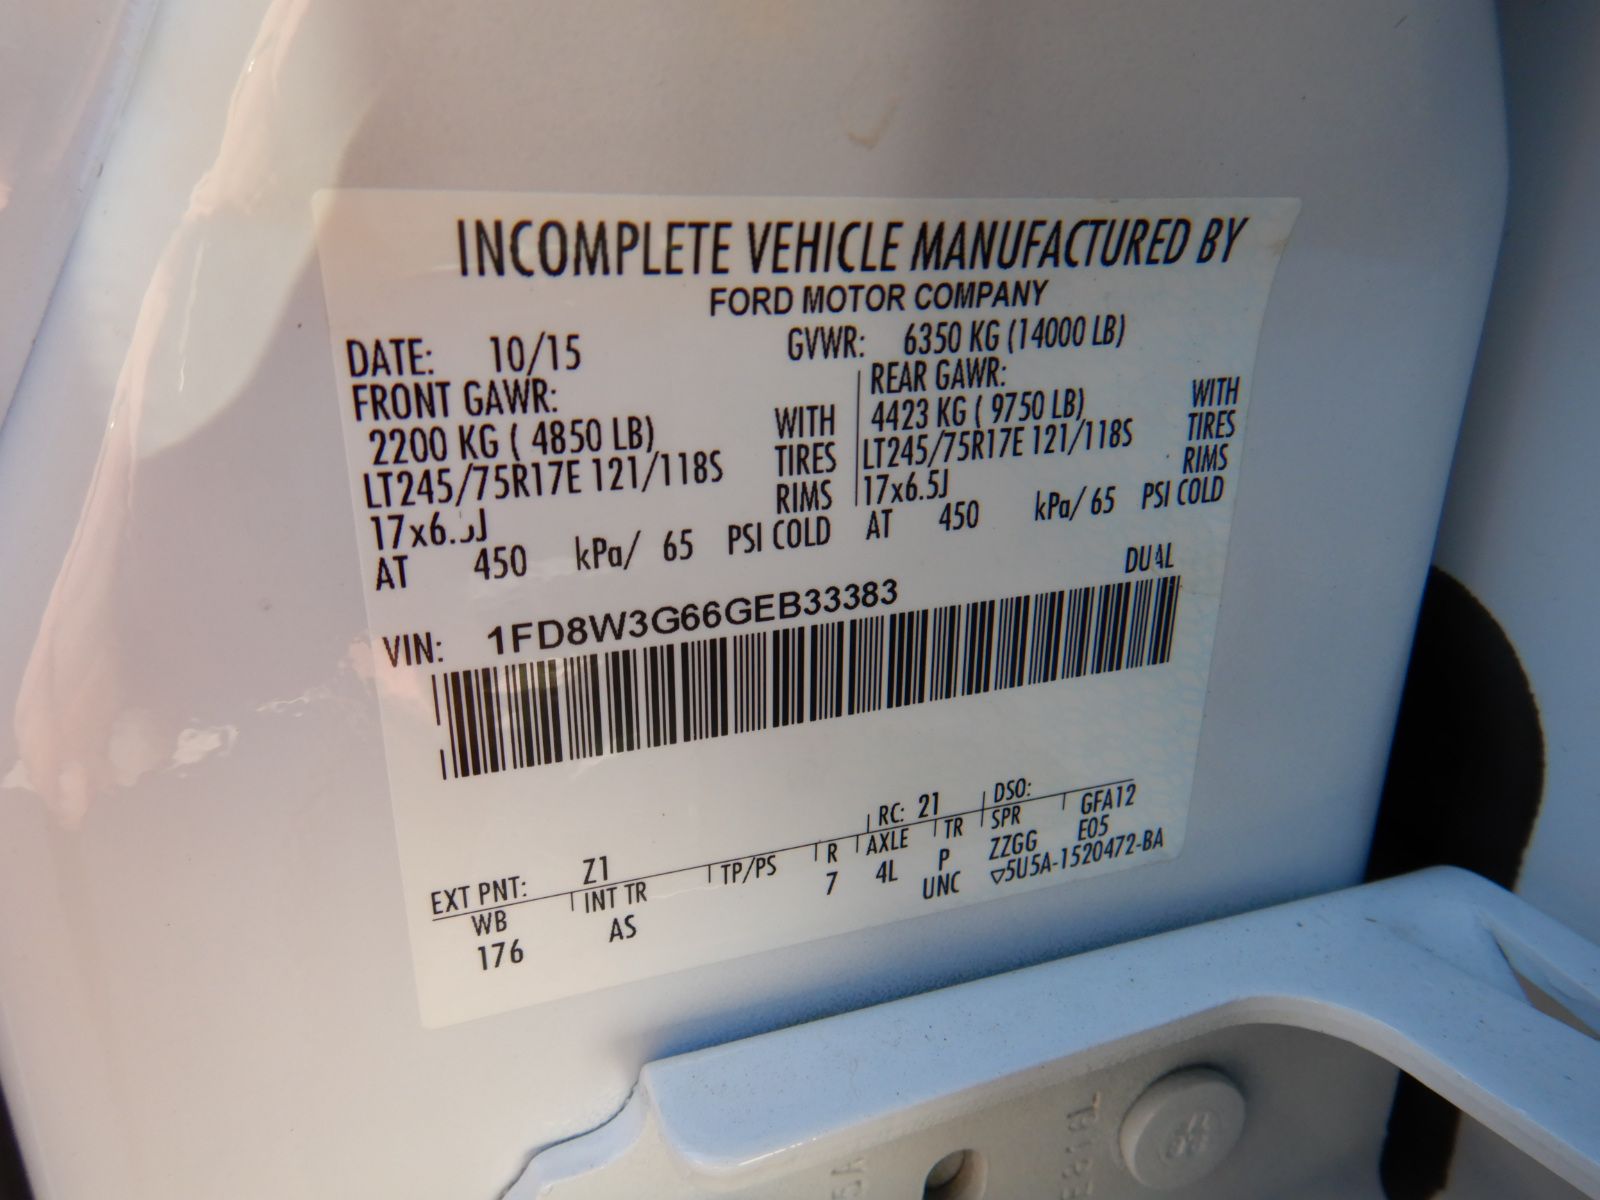 INCOMPLETE VEHICLE MANUFACTURED BY
FORD MOTOR COMPANY
DATE: 10/15 GVWR: 6350 KG (14000 LB)
FRONT GAWR: REAR GAWR:
2200 KG ( 4850 LB) WITH 4423 KG ( 9750 LB) WITH
LT245/75R17E 121/118S TIRES LT245/75R17E 121/118S TIRES
17x6.5J RIMS 17x6.5J RIMS
AT 450 kPa/ 65 PSI COLD AT 450 kPa/ 65 PSI COLD
DUAL
VIN: 1FD8W3G66GEB33383
EXT PNT: Z1 RC: 21 DSO:
WB INT TR TP/PS R AXLE TR SPR GFA12
176 AS 7 4L P ZZGG E05
UNC ▽5U5A-1520472-BA